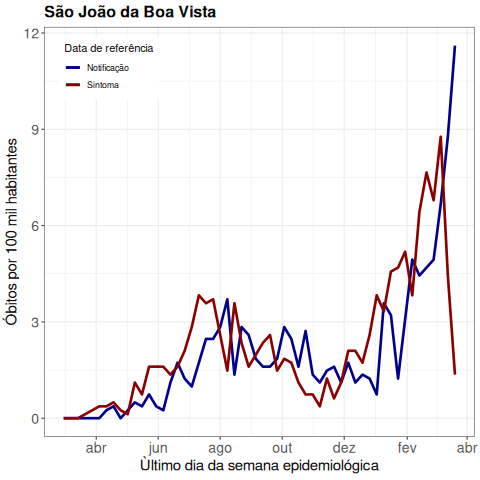 São João da Boa Vista
Data de referência
Notificação
Sintoma
Óbitos por 100 mil habitantes
12
9
6
3
0
abr jun ago out dez fev abr
Último dia da semana epidemiológica